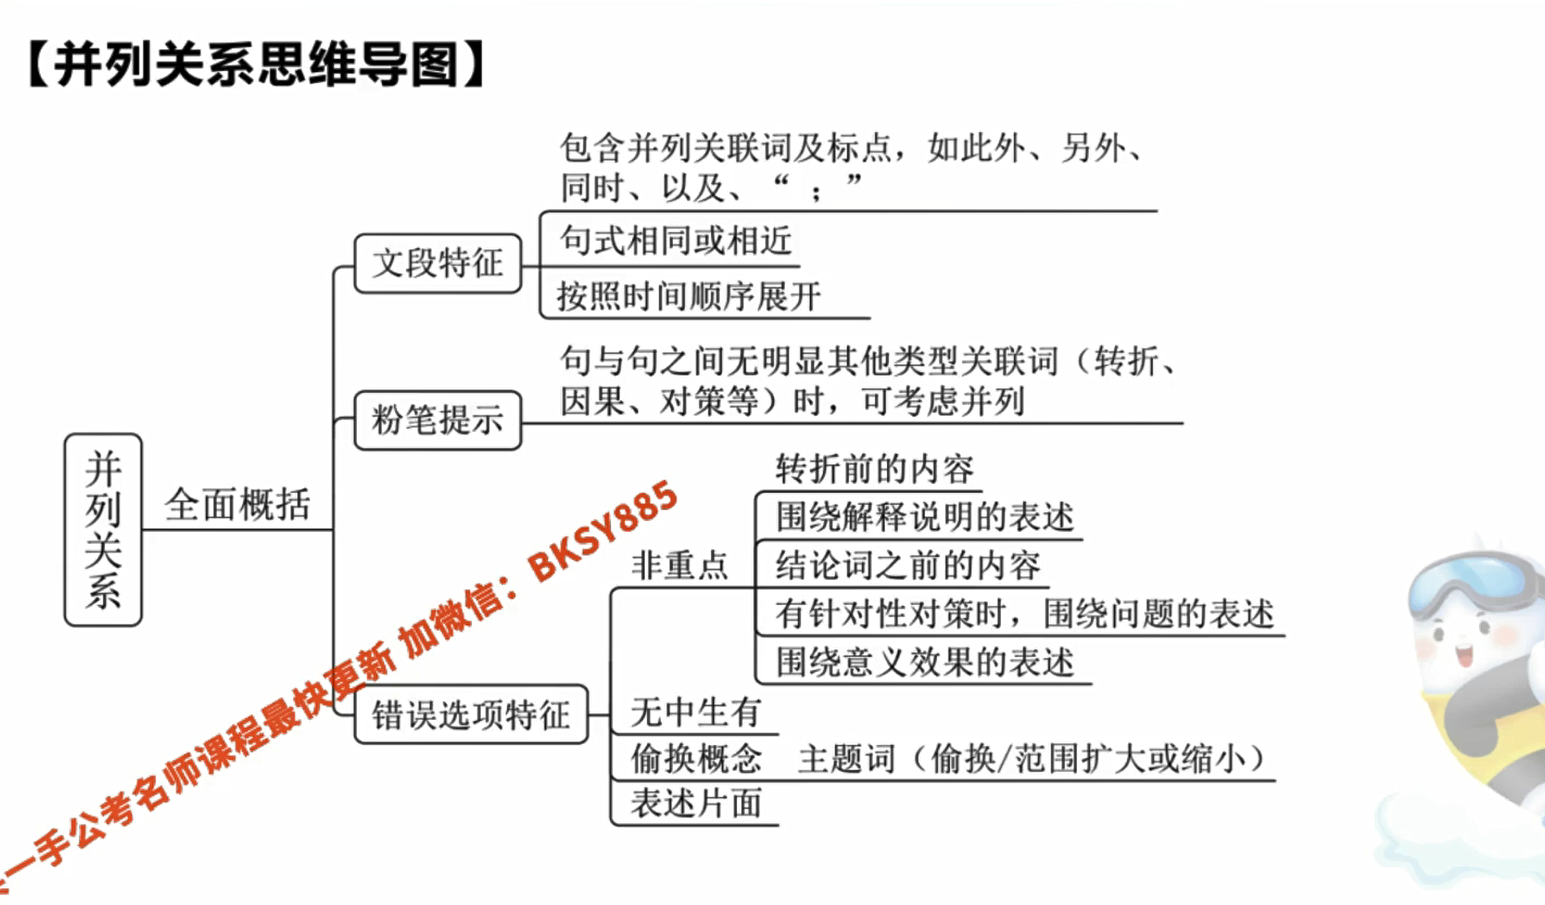 【并列关系思维导图】
包含并列关联词及标点，如此外、另外、
同时、以及、“ ；”
句式相同或相近
文段特征
按照时间顺序展开
句与句之间无明显其他类型关联词（转折、
因果、对策等）时，可考虑并列
粉笔提示
并列关系
全面概括
转折前的内容
围绕解释说明的表述
非重点
结论词之前的内容
有针对性对策时，围绕问题的表述
围绕意义效果的表述
错误选项特征
无中生有
偷换概念 主题词（偷换/范围扩大或缩小）
表述片面
一手公考名师课程最快更新 加微信：BKSY885